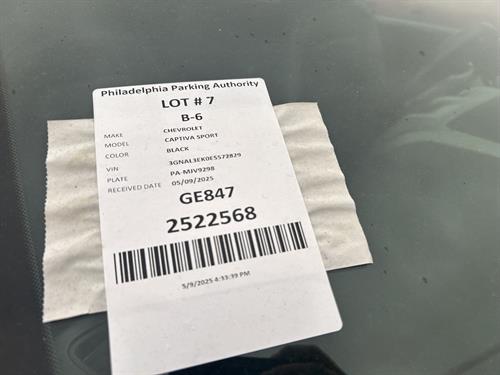 Philadelphia Parking Authority
LOT # 7
B-6
MAKE CHEVROLET
MODEL CAPTIVA SPORT
COLOR BLACK
VIN 3GNAL3EK0ES572829
PLATE PA-MJV9298
RECEIVED DATE 05/09/2025
GE847
2522568
5/9/2025 4:33:39 PM